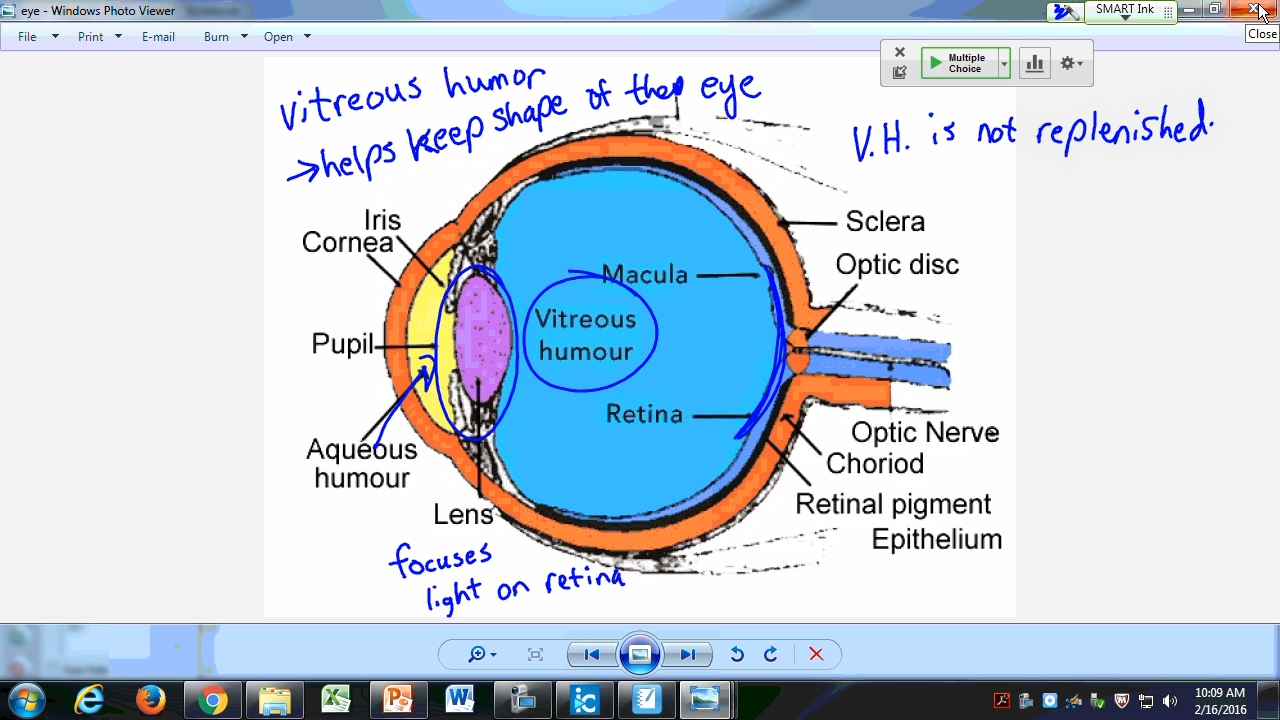 eye - Windows Photo Viewer
SMART Ink
File Print E-mail Burn Open
Close
Multiple
Choice
vitreous humor
→helps keep shape of the eye
V.H. is not replenished.
Iris
Cornea
Sclera
Optic disc
Macula
Pupil
Vitreous
humour
Retina
Aqueous
humour
Optic Nerve
Choriod
Lens
Retinal pigment
Epithelium
focuses
light on retina
10:09 AM
2/16/2016